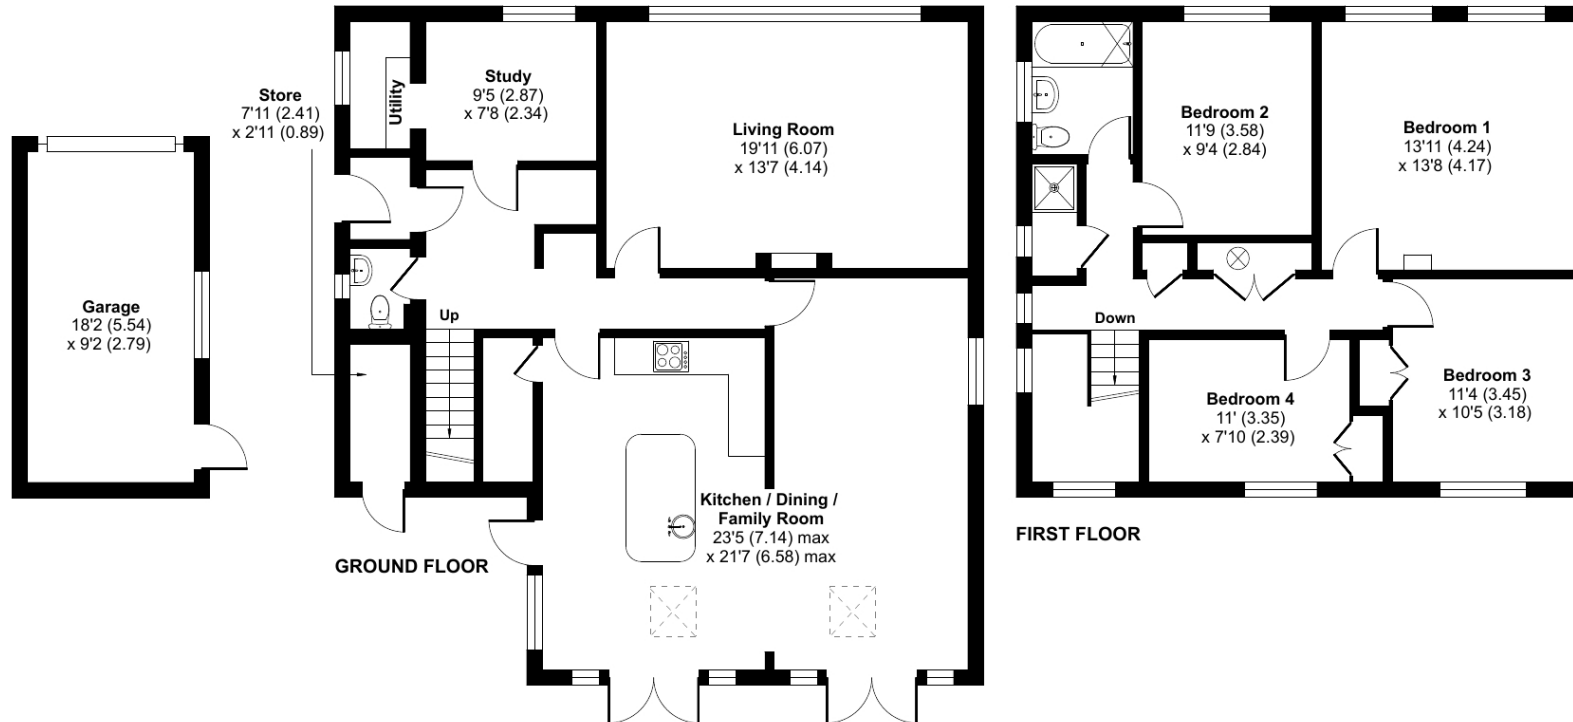 Store
7'11 (2.41)
x 2'11 (0.89)
Utility
Study
9'5 (2.87)
x 7'8 (2.34)
Living Room
19'11 (6.07)
x 13'7 (4.14)
Garage
18'2 (5.54)
x 9'2 (2.79)
Up
Kitchen / Dining /
Family Room
23'5 (7.14) max
x 21'7 (6.58) max
GROUND FLOOR
Bedroom 2
11'9 (3.58)
x 9'4 (2.84)
Bedroom 1
13'11 (4.24)
x 13'8 (4.17)
Down
Bedroom 4
11' (3.35)
x 7'10 (2.39)
Bedroom 3
11'4 (3.45)
x 10'5 (3.18)
FIRST FLOOR